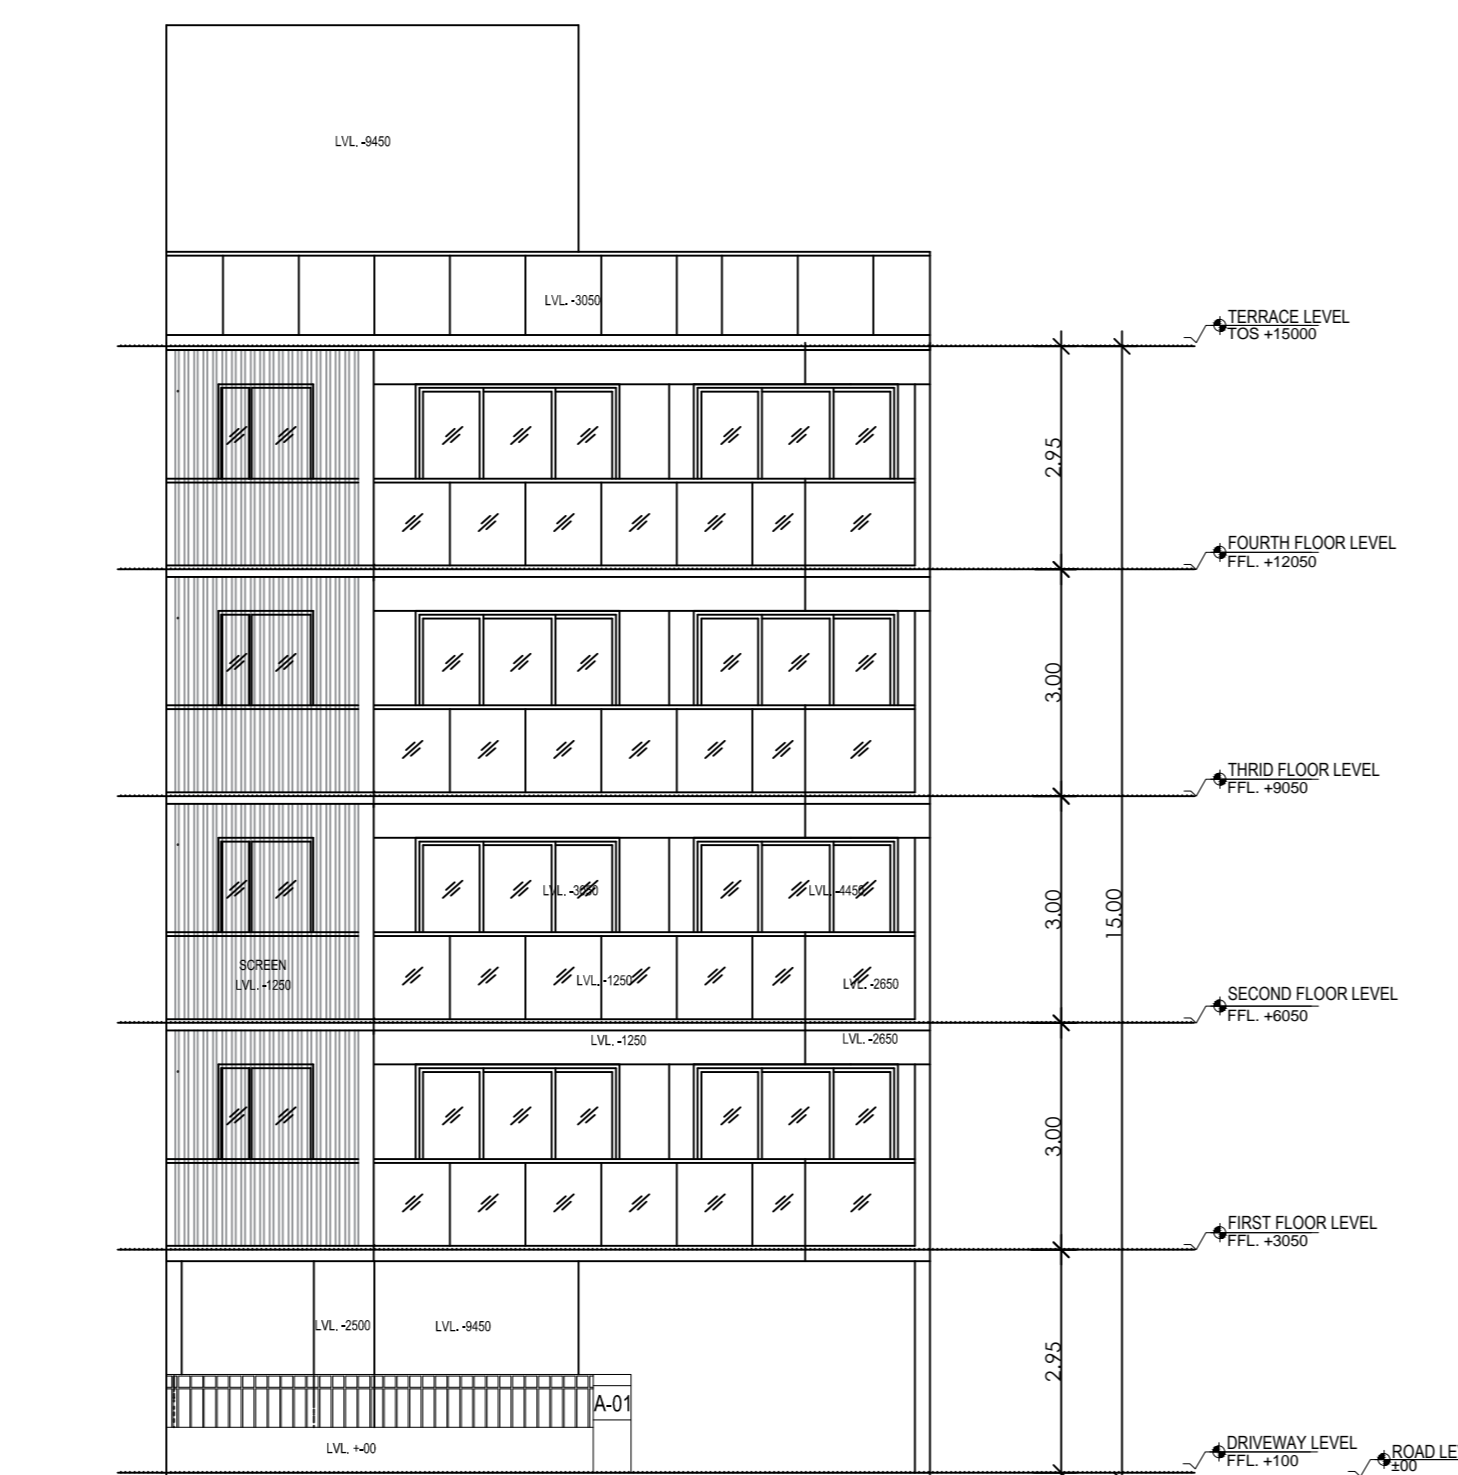 LVL. -9450
LVL. -3050
TERRACE LEVEL
TOS +15000
2.95
FOURTH FLOOR LEVEL
FFL. +12050
3.00
THRID FLOOR LEVEL
FFL. +9050
LVL. -3050
LVL. -4450
3.00
15.00
SCREEN
LVL. -1250
LVL. -1250
LVL. -2650
SECOND FLOOR LEVEL
FFL. +6050
LVL. -1250
LVL. -2650
3.00
FIRST FLOOR LEVEL
FFL. +3050
LVL. -2500
LVL. -9450
2.95
A-01
LVL. +-00
DRIVEWAY LEVEL
FFL. +100
ROAD LE
±00